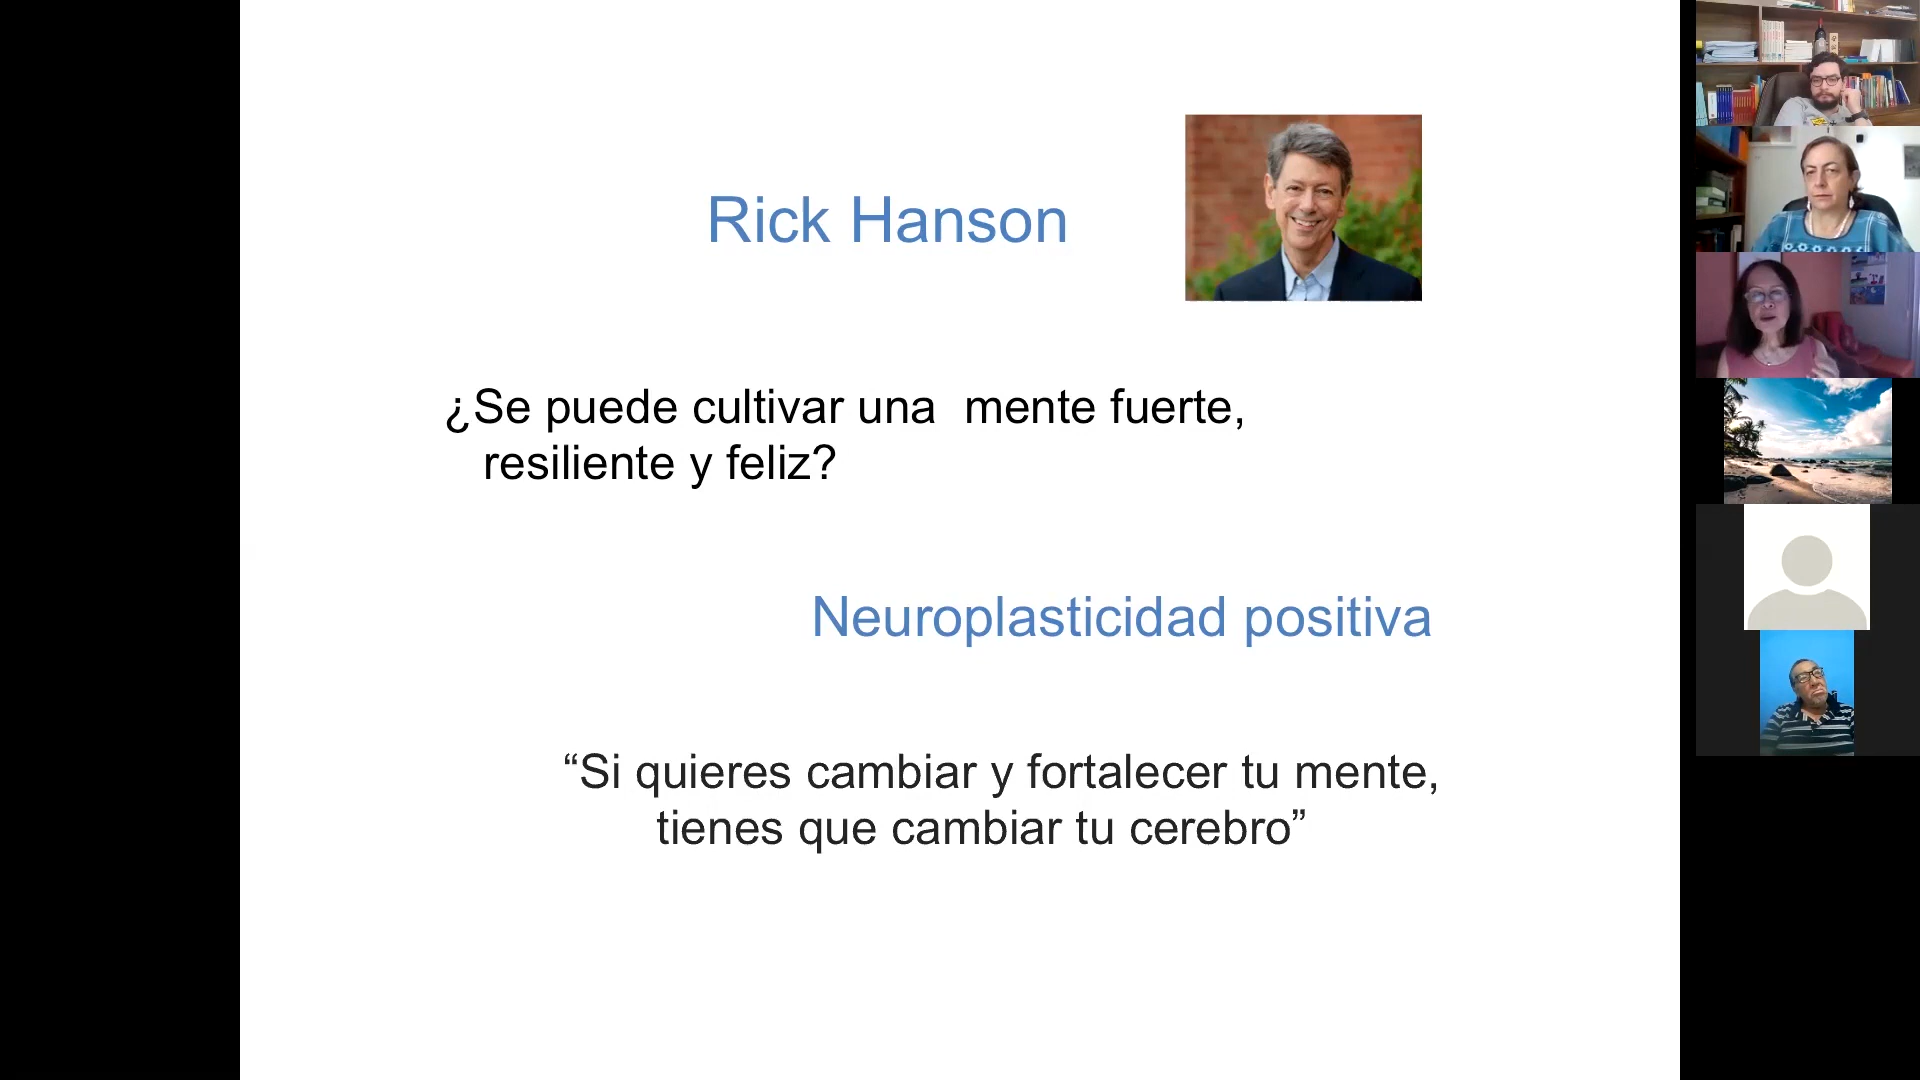 Rick Hanson
¿Se puede cultivar una  mente fuerte,
resiliente y feliz?
Neuroplasticidad positiva
“Si quieres cambiar y fortalecer tu mente,
tienes que cambiar tu cerebro”